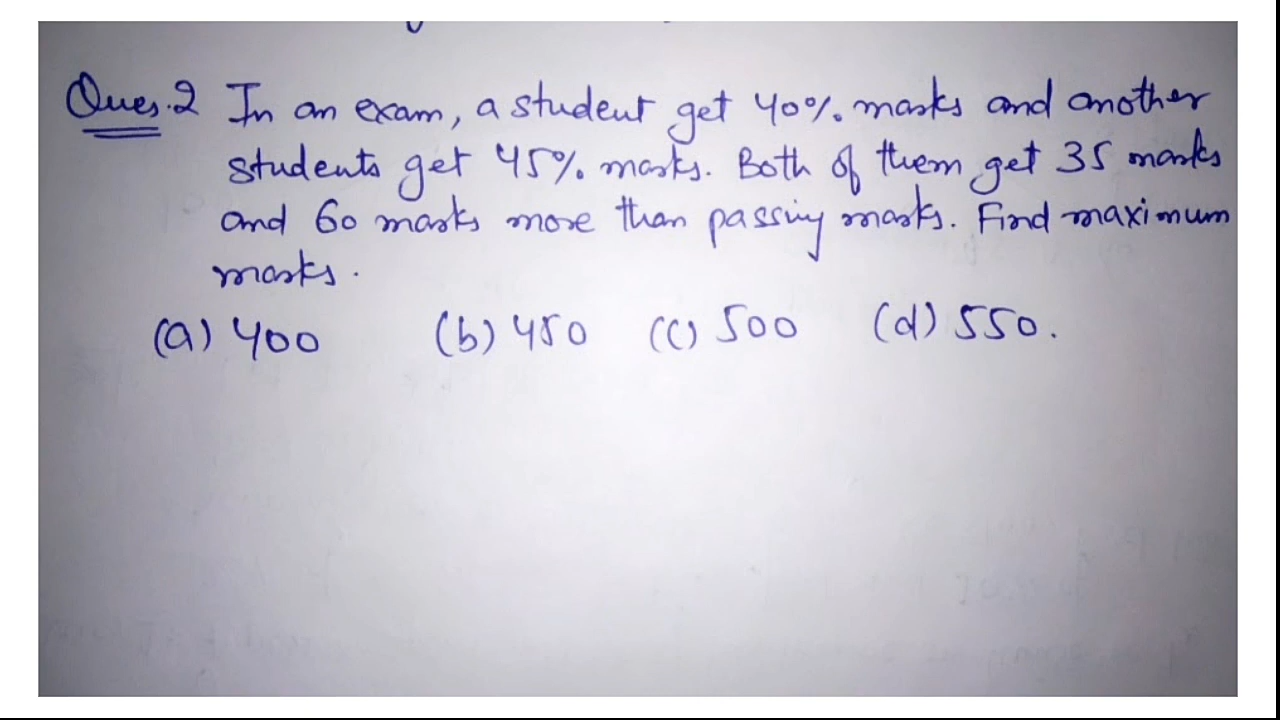 Ques.2 In an exam, a student get 40% marks and another
students get 45% marks. Both of them get 35 marks
and 60 marks more than passing marks. Find maximum
marks.
(a) 400 (b) 450 (c) 500 (d) 550.